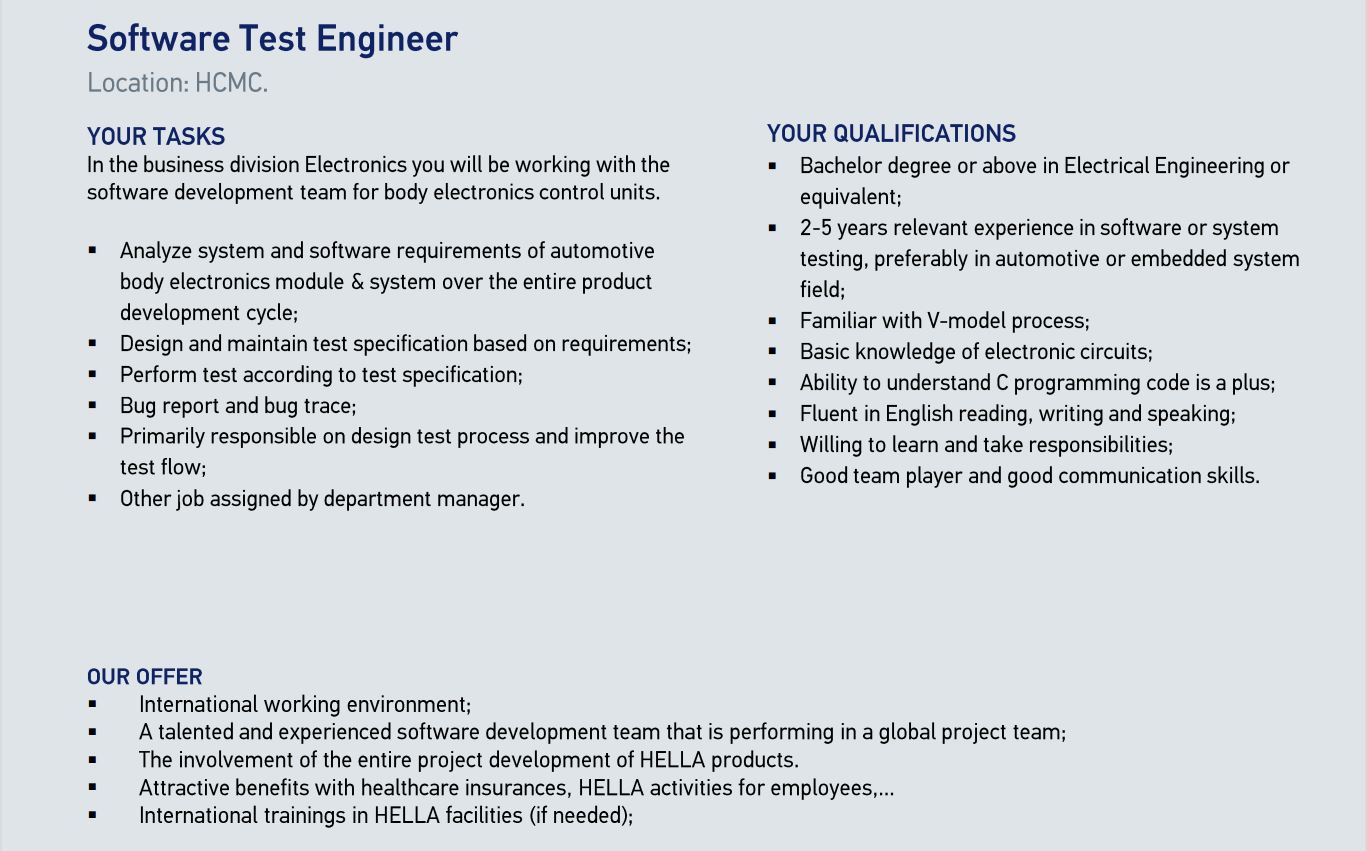 Software Test Engineer
Location: HCMC.
YOUR TASKS
In the business division Electronics you will be working with the
software development team for body electronics control units.
▪ Analyze system and software requirements of automotive
body electronics module & system over the entire product
development cycle;
▪ Design and maintain test specification based on requirements;
▪ Perform test according to test specification;
▪ Bug report and bug trace;
▪ Primarily responsible on design test process and improve the
test flow;
▪ Other job assigned by department manager.
YOUR QUALIFICATIONS
▪ Bachelor degree or above in Electrical Engineering or
equivalent;
▪ 2-5 years relevant experience in software or system
testing, preferably in automotive or embedded system
field;
▪ Familiar with V-model process;
▪ Basic knowledge of electronic circuits;
▪ Ability to understand C programming code is a plus;
▪ Fluent in English reading, writing and speaking;
▪ Willing to learn and take responsibilities;
▪ Good team player and good communication skills.
OUR OFFER
▪ International working environment;
▪ A talented and experienced software development team that is performing in a global project team;
▪ The involvement of the entire project development of HELLA products.
▪ Attractive benefits with healthcare insurances, HELLA activities for employees,...
▪ International trainings in HELLA facilities (if needed);